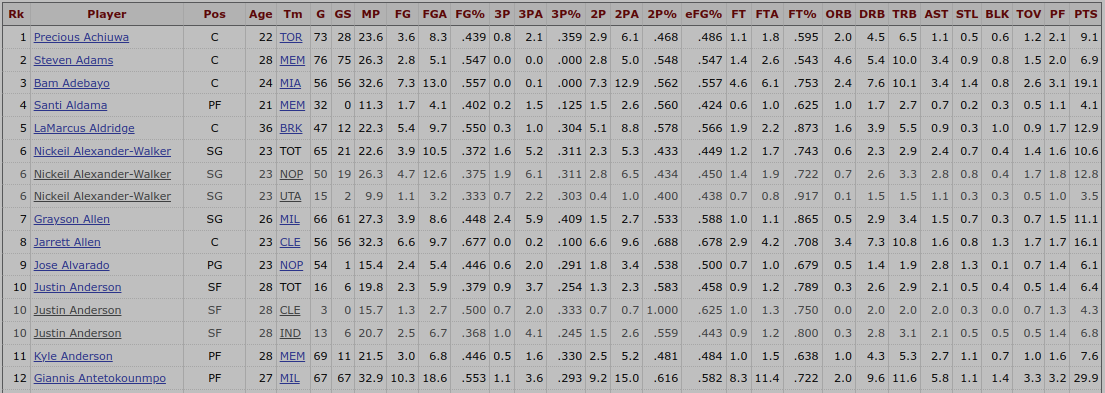 Rk Player Pos Age Tm G GS MP FG FGA FG% 3P 3PA 3P% 2P 2PA 2P% eFG% FT FTA FT% ORB DRB TRB AST STL BLK TOV PF PTS
1 Precious Achiuwa C 22 TOR 73 28 23.6 3.6 8.3 .439 0.8 2.1 .359 2.9 6.1 .468 .486 1.1 1.8 .595 2.0 4.5 6.5 1.1 0.5 0.6 1.2 2.1 9.1
2 Steven Adams C 28 MEM 76 75 26.3 2.8 5.1 .547 0.0 0.0 .000 2.8 5.0 .548 .547 1.4 2.6 .543 4.6 5.4 10.0 3.4 0.9 0.8 1.5 2.0 6.9
3 Bam Adebayo C 24 MIA 56 56 32.6 7.3 13.0 .557 0.0 0.1 .000 7.3 12.9 .562 .557 4.6 6.1 .753 2.4 7.6 10.1 3.4 1.4 0.8 2.6 3.1 19.1
4 Santi Aldama PF 21 MEM 32 0 11.3 1.7 4.1 .402 0.2 1.5 .125 1.5 2.6 .560 .424 0.6 1.0 .625 1.0 1.7 2.7 0.7 0.2 0.3 0.5 1.1 4.1
5 LaMarcus Aldridge C 36 BRK 47 12 22.3 5.4 9.7 .550 0.3 1.0 .304 5.1 8.8 .578 .566 1.9 2.2 .873 1.6 3.9 5.5 0.9 0.3 1.0 0.9 1.7 12.9
6 Nickeil Alexander-Walker SG 23 TOT 65 21 22.6 3.9 10.5 .372 1.6 5.2 .311 2.3 5.3 .433 .449 1.2 1.7 .743 0.6 2.3 2.9 2.4 0.7 0.4 1.4 1.6 10.6
6 Nickeil Alexander-Walker SG 23 NOP 50 19 26.3 4.7 12.6 .375 1.9 6.1 .311 2.8 6.5 .434 .450 1.4 1.9 .722 0.7 2.6 3.3 2.8 0.8 0.4 1.7 1.8 12.8
6 Nickeil Alexander-Walker SG 23 UTA 15 2 9.9 1.1 3.2 .333 0.7 2.2 .303 0.4 1.0 .400 .438 0.7 0.8 .917 0.1 1.5 1.5 1.1 0.3 0.3 0.5 1.0 3.5
7 Grayson Allen SG 26 MIL 66 61 27.3 3.9 8.6 .448 2.4 5.9 .409 1.5 2.7 .533 .588 1.0 1.1 .865 0.5 2.9 3.4 1.5 0.7 0.3 0.7 1.5 11.1
8 Jarrett Allen C 23 CLE 56 56 32.3 6.6 9.7 .677 0.0 0.2 .100 6.6 9.6 .688 .678 2.9 4.2 .708 3.4 7.3 10.8 1.6 0.8 1.3 1.7 1.7 16.1
9 Jose Alvarado PG 23 NOP 54 1 15.4 2.4 5.4 .446 0.6 2.0 .291 1.8 3.4 .538 .500 0.7 1.0 .679 0.5 1.4 1.9 2.8 1.3 0.1 0.7 1.4 6.1
10 Justin Anderson SF 28 TOT 16 6 19.8 2.3 5.9 .379 0.9 3.7 .254 1.3 2.3 .583 .458 0.9 1.2 .789 0.3 2.6 2.9 2.1 0.5 0.4 0.5 1.4 6.4
10 Justin Anderson SF 28 CLE 3 0 15.7 1.3 2.7 .500 0.7 2.0 .333 0.7 0.7 1.000 .625 1.0 1.3 .750 0.0 2.0 2.0 2.0 0.3 0.0 0.7 1.3 4.3
10 Justin Anderson SF 28 IND 13 6 20.7 2.5 6.7 .368 1.0 4.1 .245 1.5 2.6 .559 .443 0.9 1.2 .800 0.3 2.8 3.1 2.1 0.5 0.5 0.5 1.4 6.8
11 Kyle Anderson PF 28 MEM 69 11 21.5 3.0 6.8 .446 0.5 1.6 .330 2.5 5.2 .481 .484 1.0 1.5 .638 1.0 4.3 5.3 2.7 1.1 0.7 1.0 1.6 7.6
12 Giannis Antetokounmpo PF 27 MIL 67 67 32.9 10.3 18.6 .553 1.1 3.6 .293 9.2 15.0 .616 .582 8.3 11.4 .722 2.0 9.6 11.6 5.8 1.1 1.4 3.3 3.2 29.9